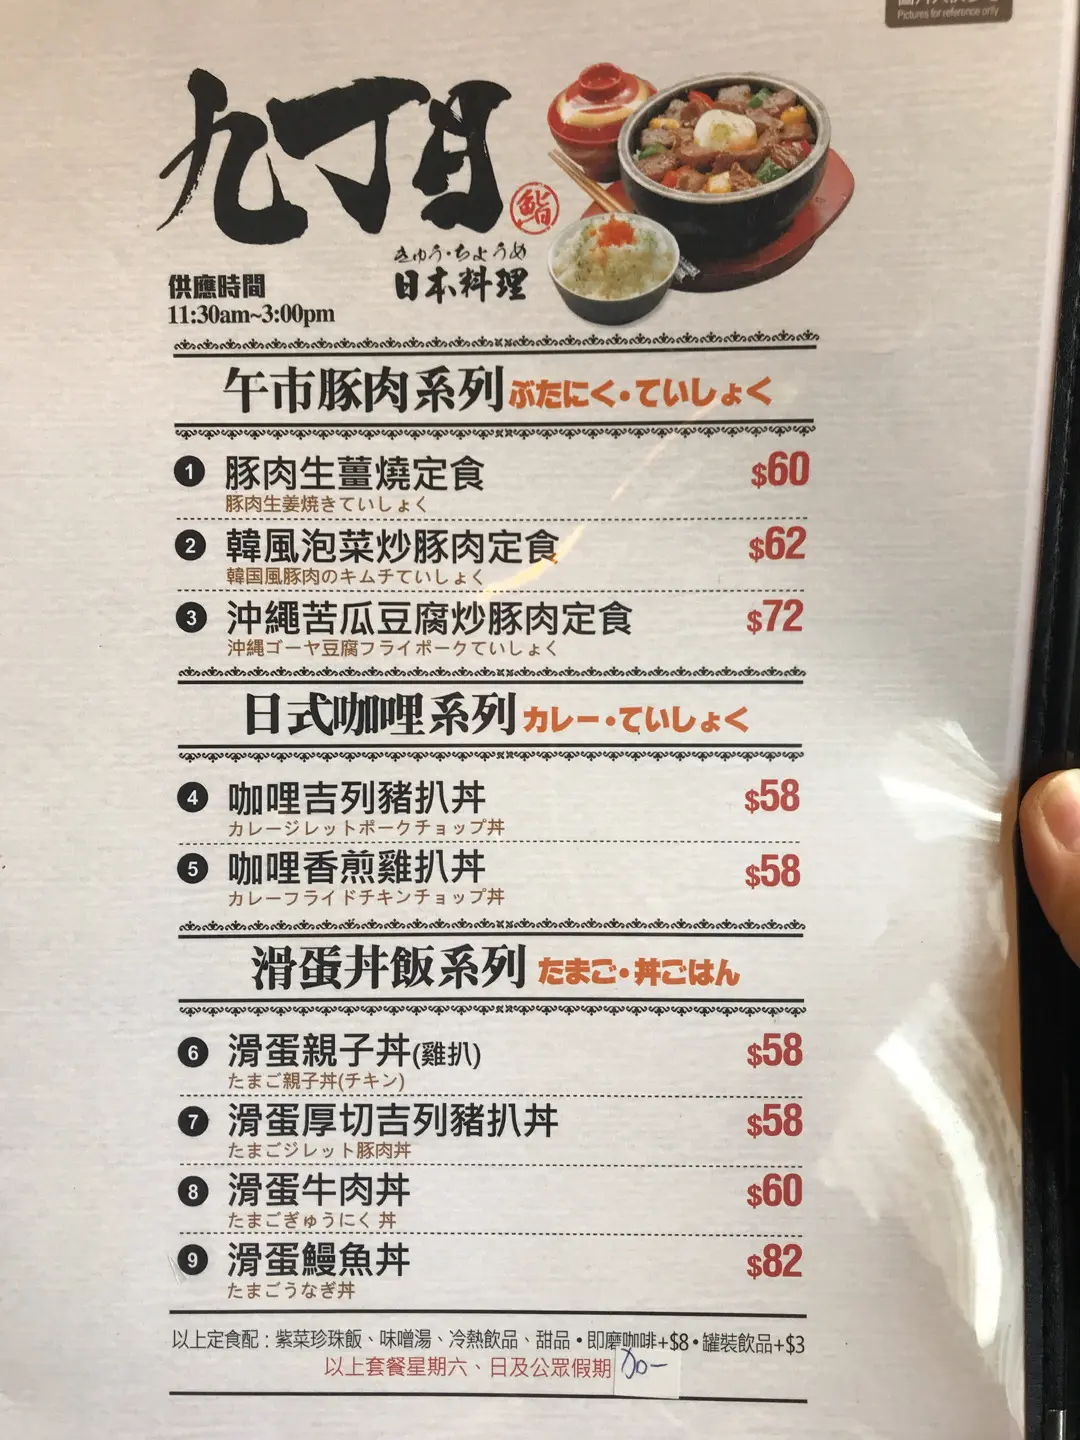 Pictures for reference only
九丁目
鮨
きゅう・ちょうめ
日本料理
供應時間
11:30am~3:00pm
午市豚肉系列 ぶたにく・ていしょく
1 豚肉生薑燒定食 $60
豚肉生姜焼きていしょく
2 韓風泡菜炒豚肉定食 $62
韓国風豚肉のキムチていしょく
3 沖繩苦瓜豆腐炒豚肉定食 $72
沖縄ゴーヤ豆腐フライポークていしょく
日式咖哩系列 カレー・ていしょく
4 咖哩吉列豬扒丼 $58
カレージレットポークチョップ丼
5 咖哩香煎雞扒丼 $58
カレーフライドチキンチョップ丼
滑蛋丼飯系列 たまご・丼ごはん
6 滑蛋親子丼(雞扒) $58
たまご親子丼(チキン)
7 滑蛋厚切吉列豬扒丼 $58
たまごジレット豚肉丼
8 滑蛋牛肉丼 $60
たまごぎゅうにく丼
9 滑蛋鰻魚丼 $82
たまごうなぎ丼
以上定食配：紫菜珍珠飯、味噌湯、冷熱飲品、甜品・即磨咖啡+$8・罐裝飲品+$3
以上套餐星期六、日及公眾假期